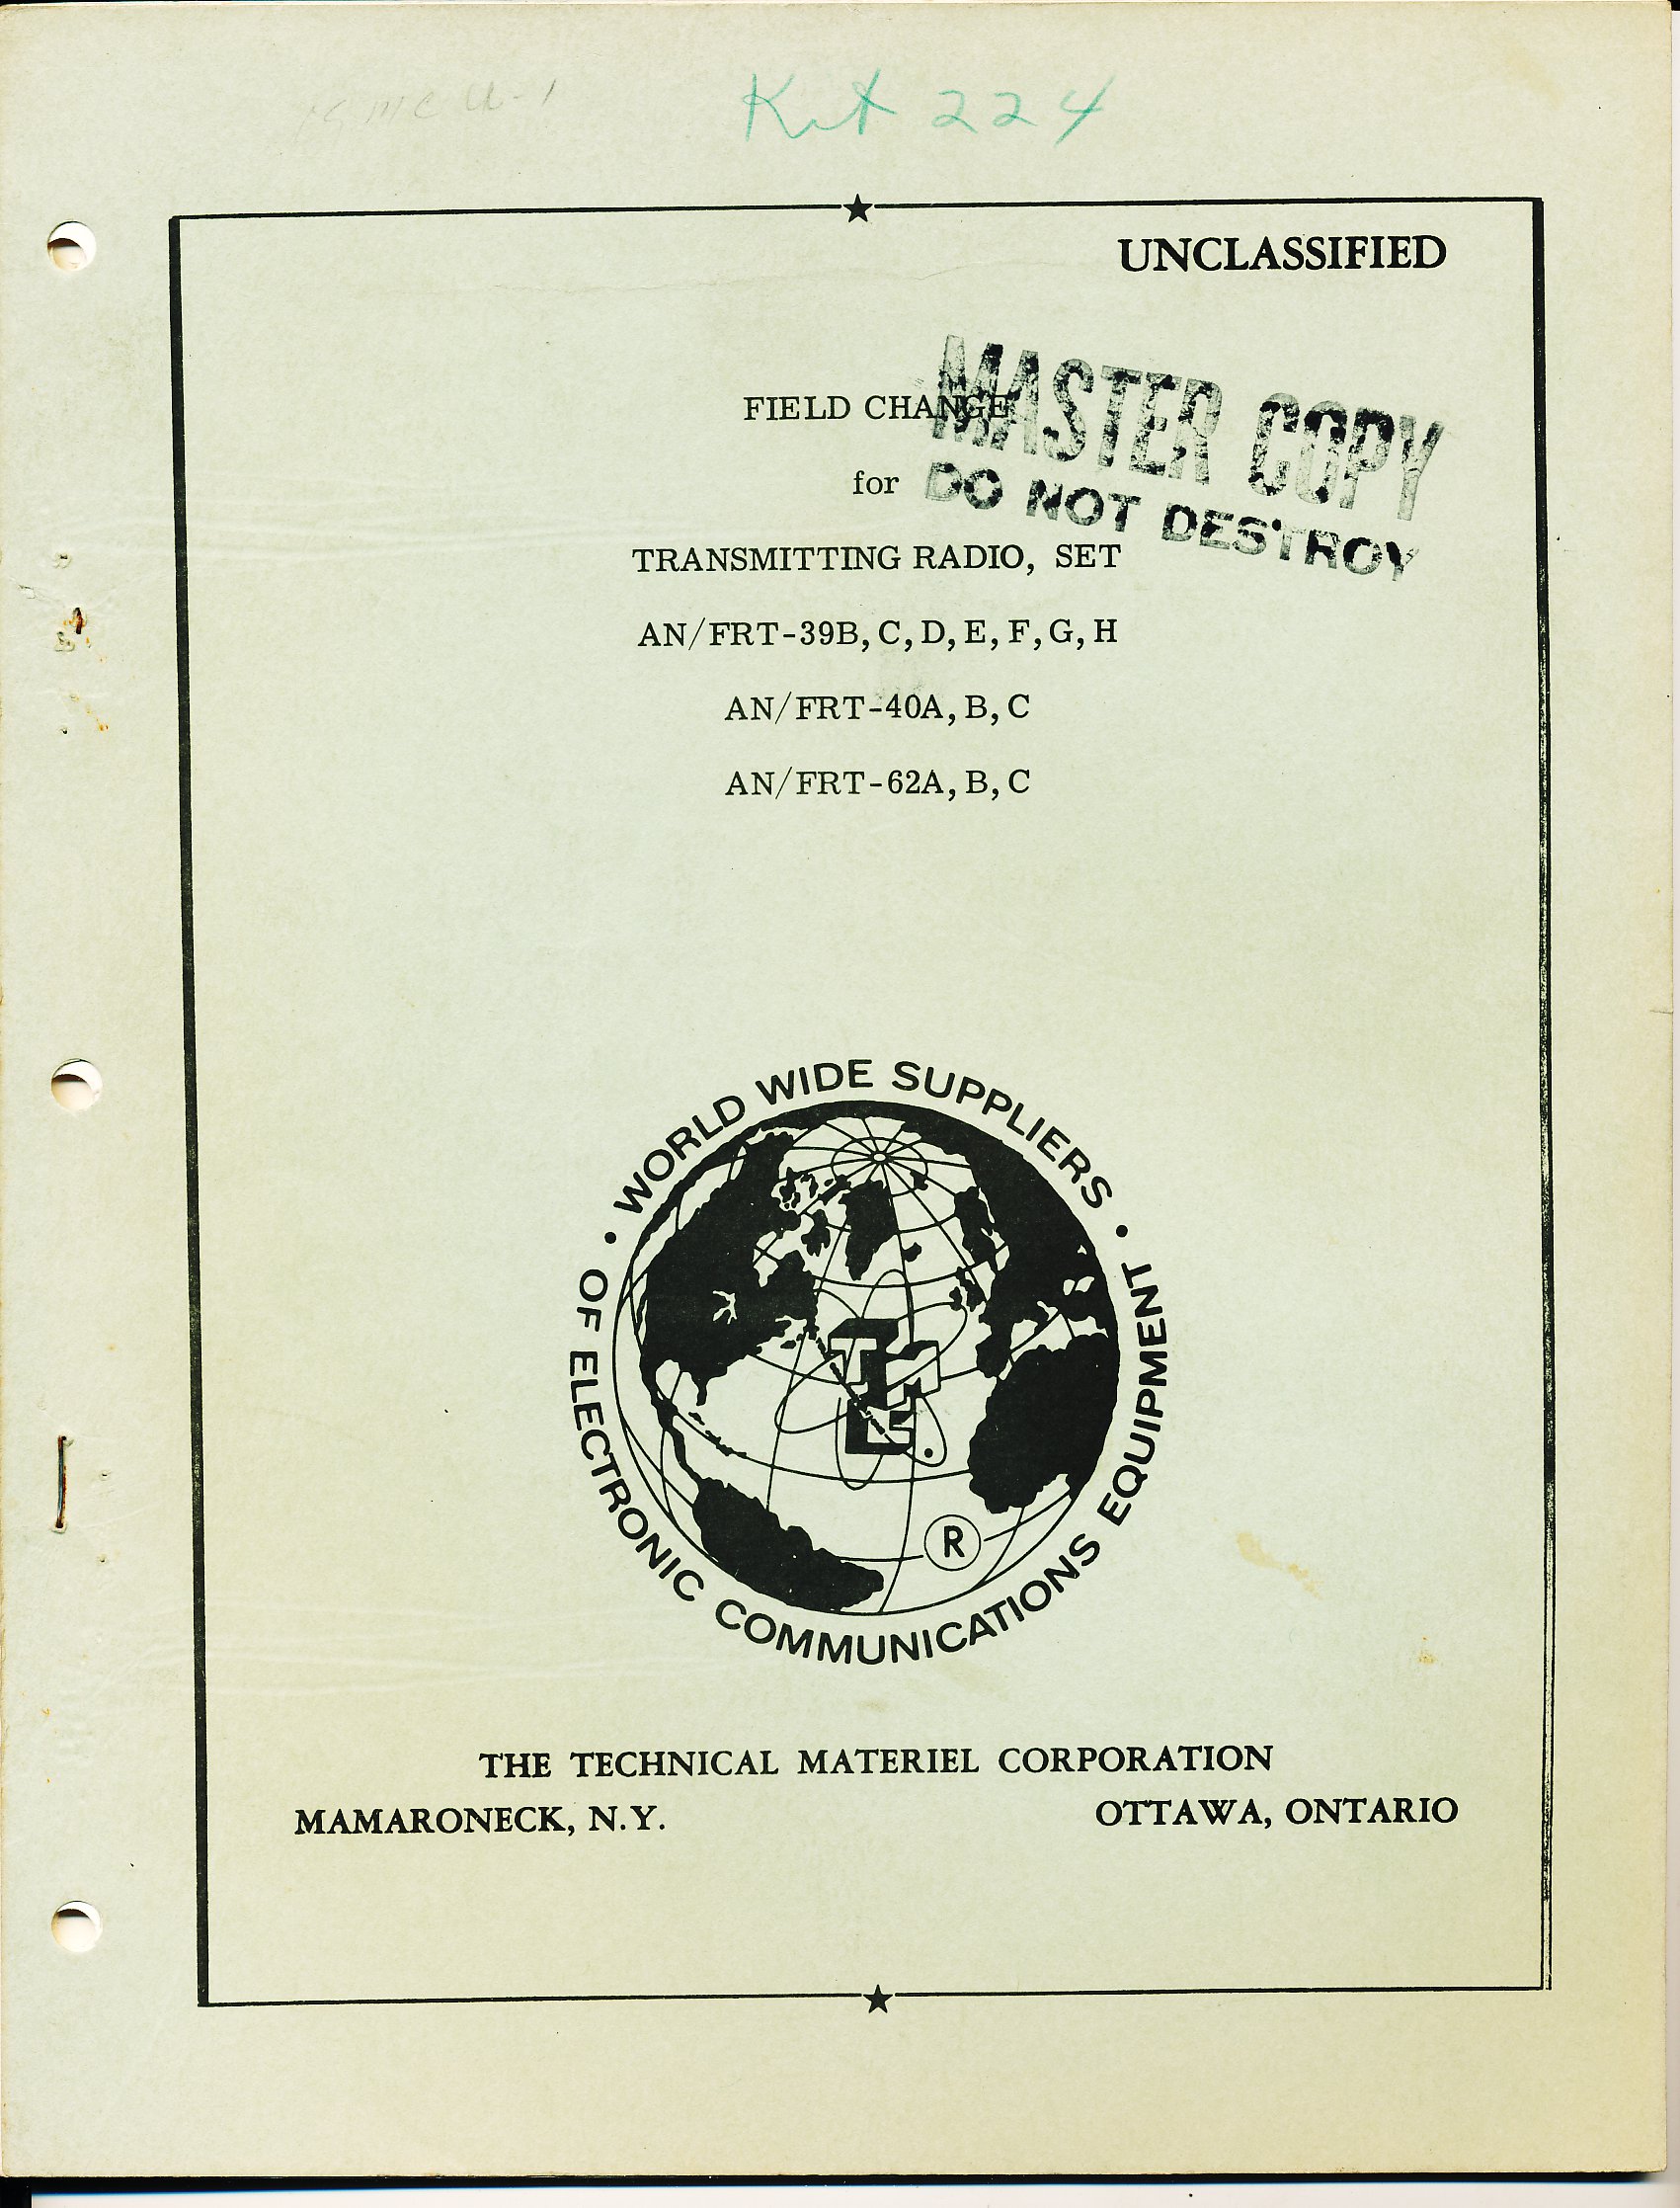 Kit 224
UNCLASSIFIED
MASTER COPY
DO NOT DESTROY
FIELD CHANGE
for
TRANSMITTING RADIO, SET
AN/FRT-39B, C, D, E, F, G, H
AN/FRT-40A, B, C
AN/FRT-62A, B, C
• WORLD WIDE SUPPLIERS •
OF ELECTRONIC COMMUNICATIONS EQUIPMENT
TMC.
R
THE TECHNICAL MATERIEL CORPORATION
MAMARONECK, N.Y.
OTTAWA, ONTARIO